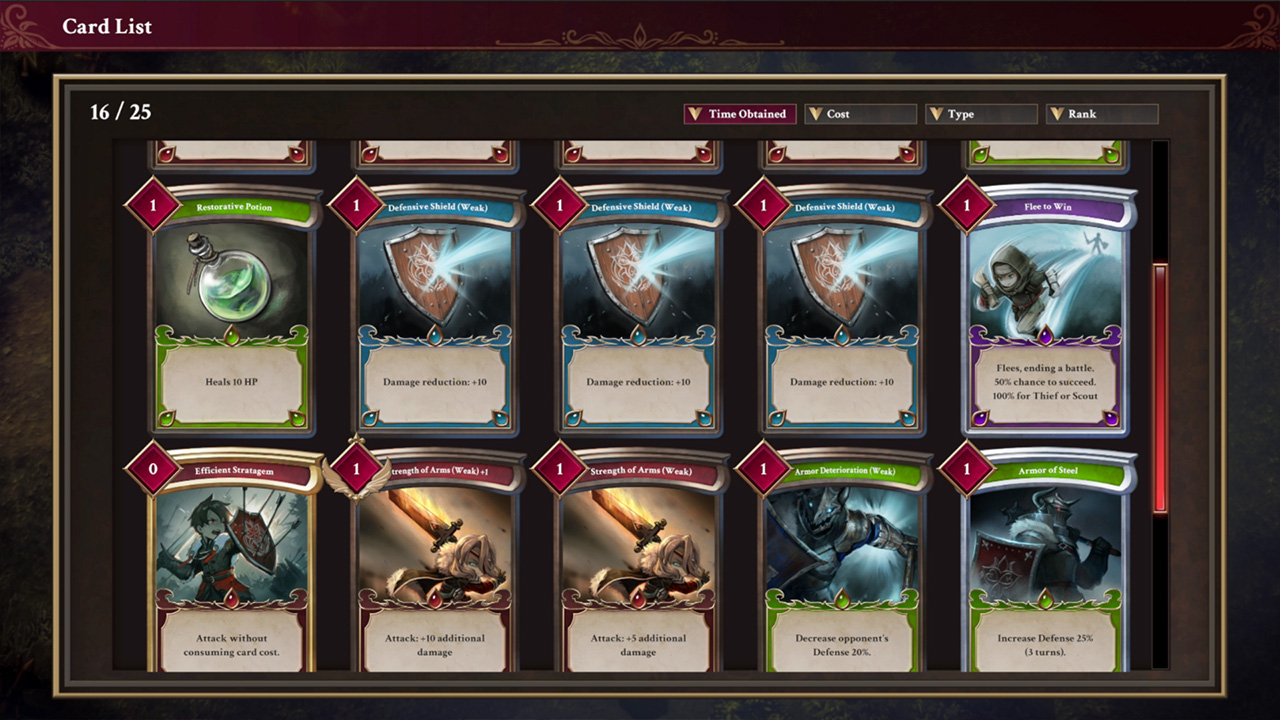 Card List
16 / 25
Time Obtained
Cost
Type
Rank
1
Restorative Potion
1
Defensive Shield (Weak)
1
Defensive Shield (Weak)
1
Defensive Shield (Weak)
1
Flee to Win
Heals 10 HP
Damage reduction: +10
Damage reduction: +10
Damage reduction: +10
Flees, ending a battle.
50% chance to succeed.
100% for Thief or Scout
0
Efficient Stratagem
1
trength of Arms (Weak) +1
1
Strength of Arms (Weak)
1
Armor Deterioration (Weak)
1
Armor of Steel
Attack without
consuming card cost.
Attack: +10 additional
damage
Attack: +5 additional
damage
Decrease opponent's
Defense 20%.
Increase Defense 25%
(3 turns).